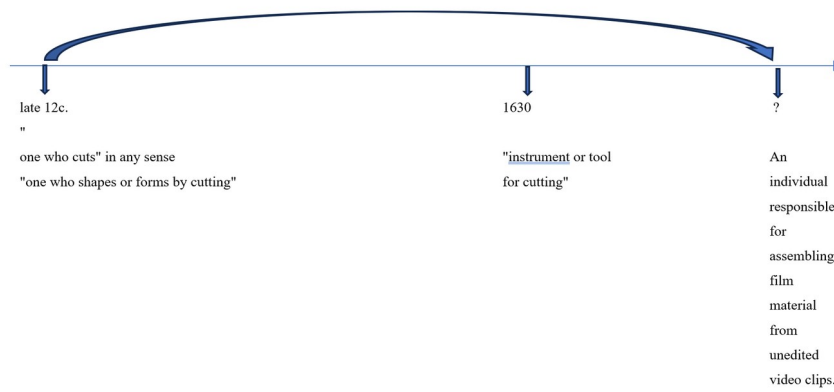 late 12c.
"
one who cuts" in any sense
"one who shapes or forms by cutting"
1630
"instrument or tool
for cutting"
?
An
individual
responsible
for
assembling
film
material
from
unedited
video clips.